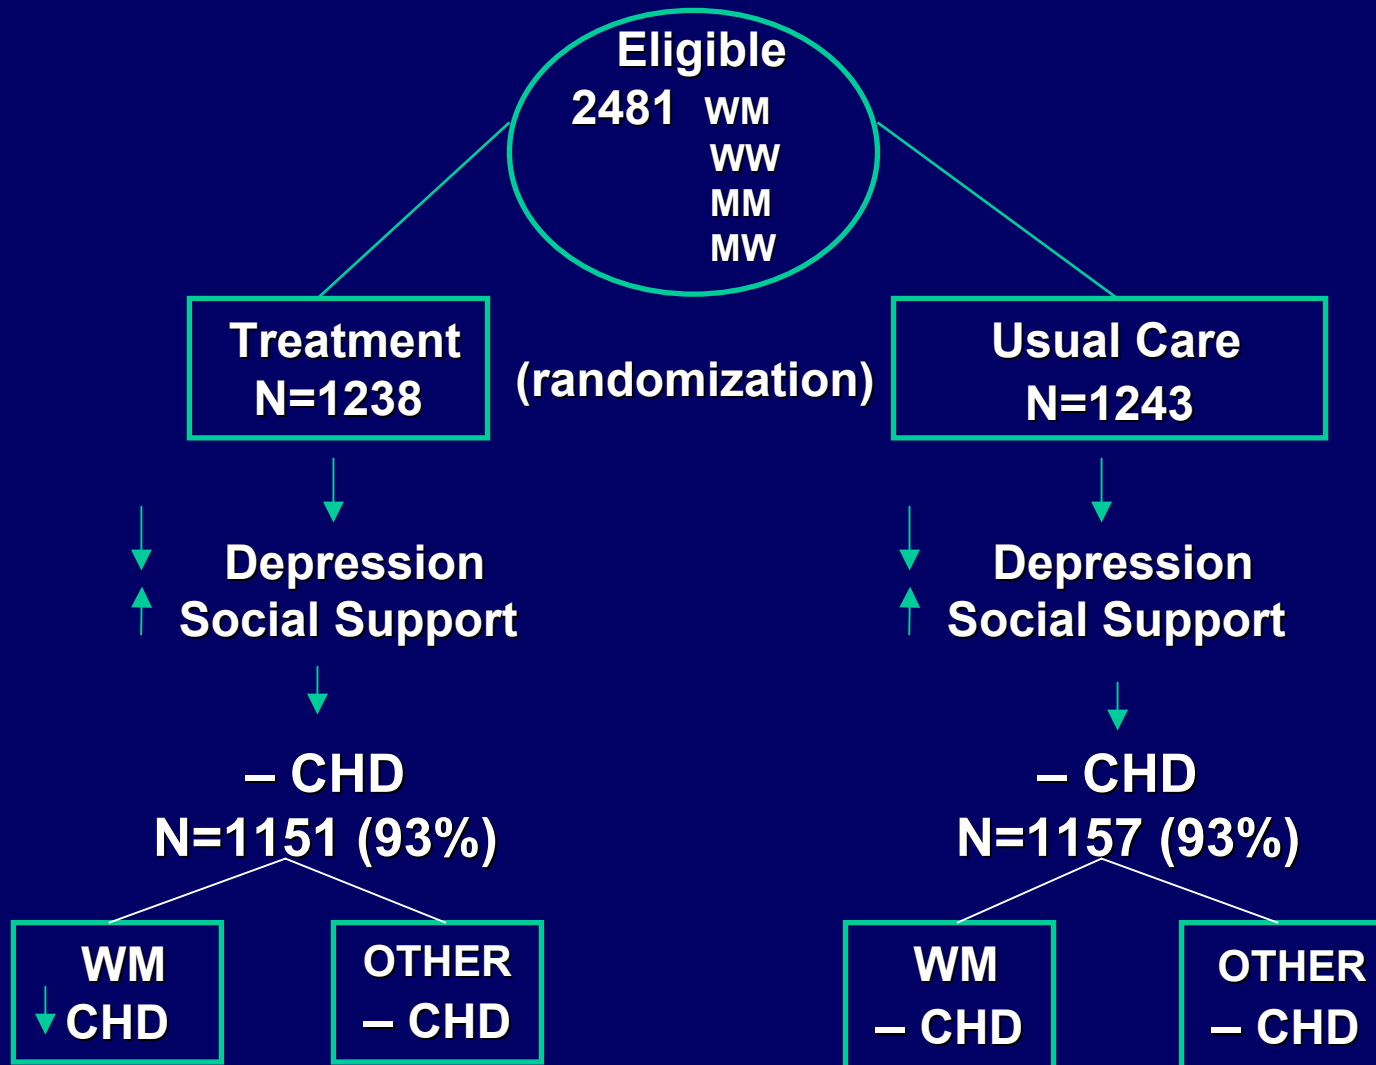 Eligible
2481 WM
WW
MM
MW
Treatment
N=1238
(randomization)
Usual Care
N=1243
Depression
Social Support
Depression
Social Support
– CHD
N=1151 (93%)
– CHD
N=1157 (93%)
WM
CHD
OTHER
– CHD
WM
– CHD
OTHER
– CHD